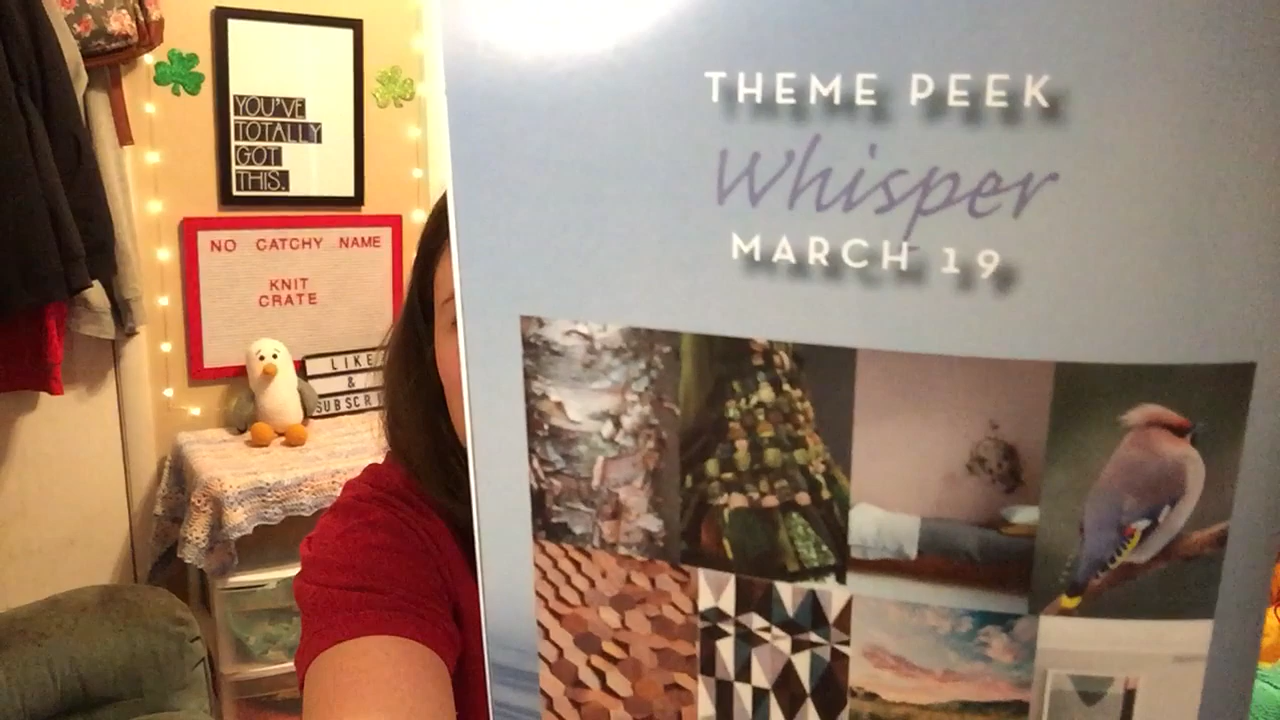 YOU'VE
TOTALLY
GOT
THIS.
NO CATCHY NAME
KNIT
CRATE
LIKE
&
SUBSCRI
THEME PEEK
Whisper
MARCH 19